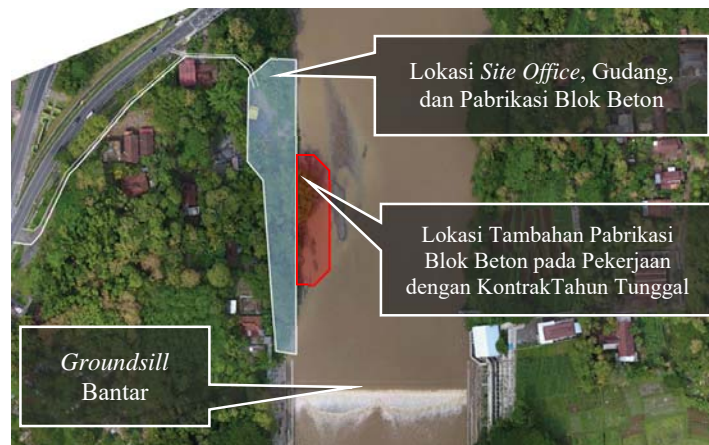 Lokasi Site Office, Gudang,
dan Pabrikasi Blok Beton
Lokasi Tambahan Pabrikasi
Blok Beton pada Pekerjaan
dengan KontrakTahun Tunggal
Groundsill
Bantar